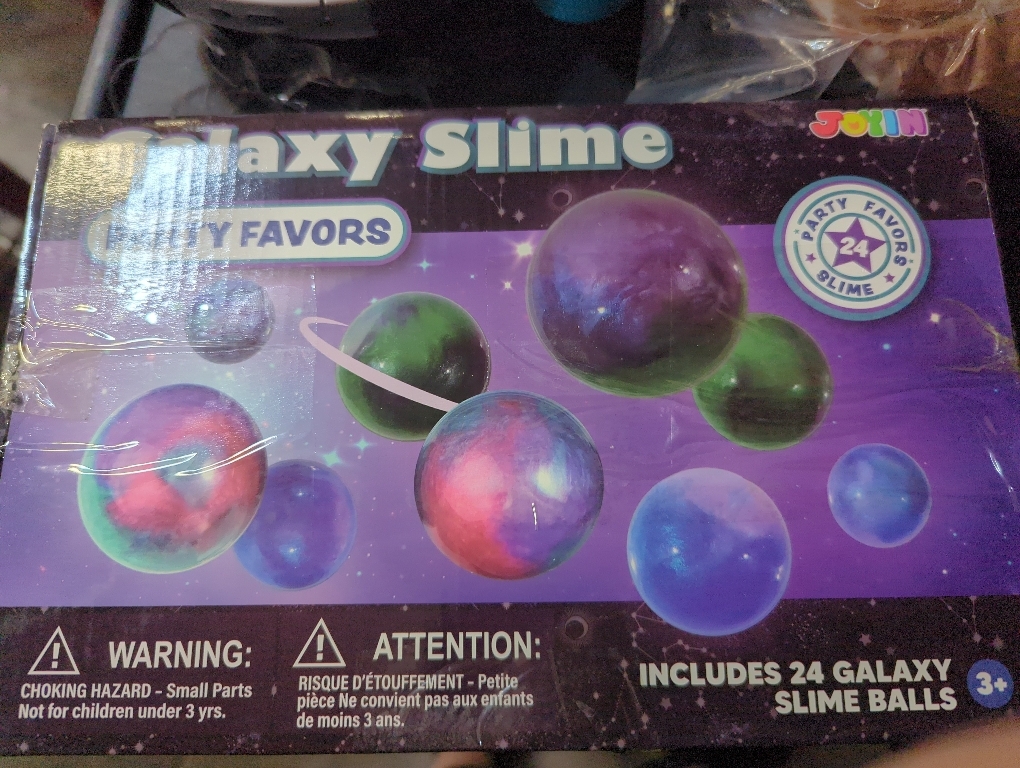 Galaxy Slime
JOYIN
PARTY FAVORS
PARTY FAVORS
24
SLIME
WARNING:
CHOKING HAZARD – Small Parts
Not for children under 3 yrs.
ATTENTION:
RISQUE D'ÉTOUFFEMENT – Petite
pièce Ne convient pas aux enfants
de moins 3 ans.
INCLUDES 24 GALAXY
SLIME BALLS
3+